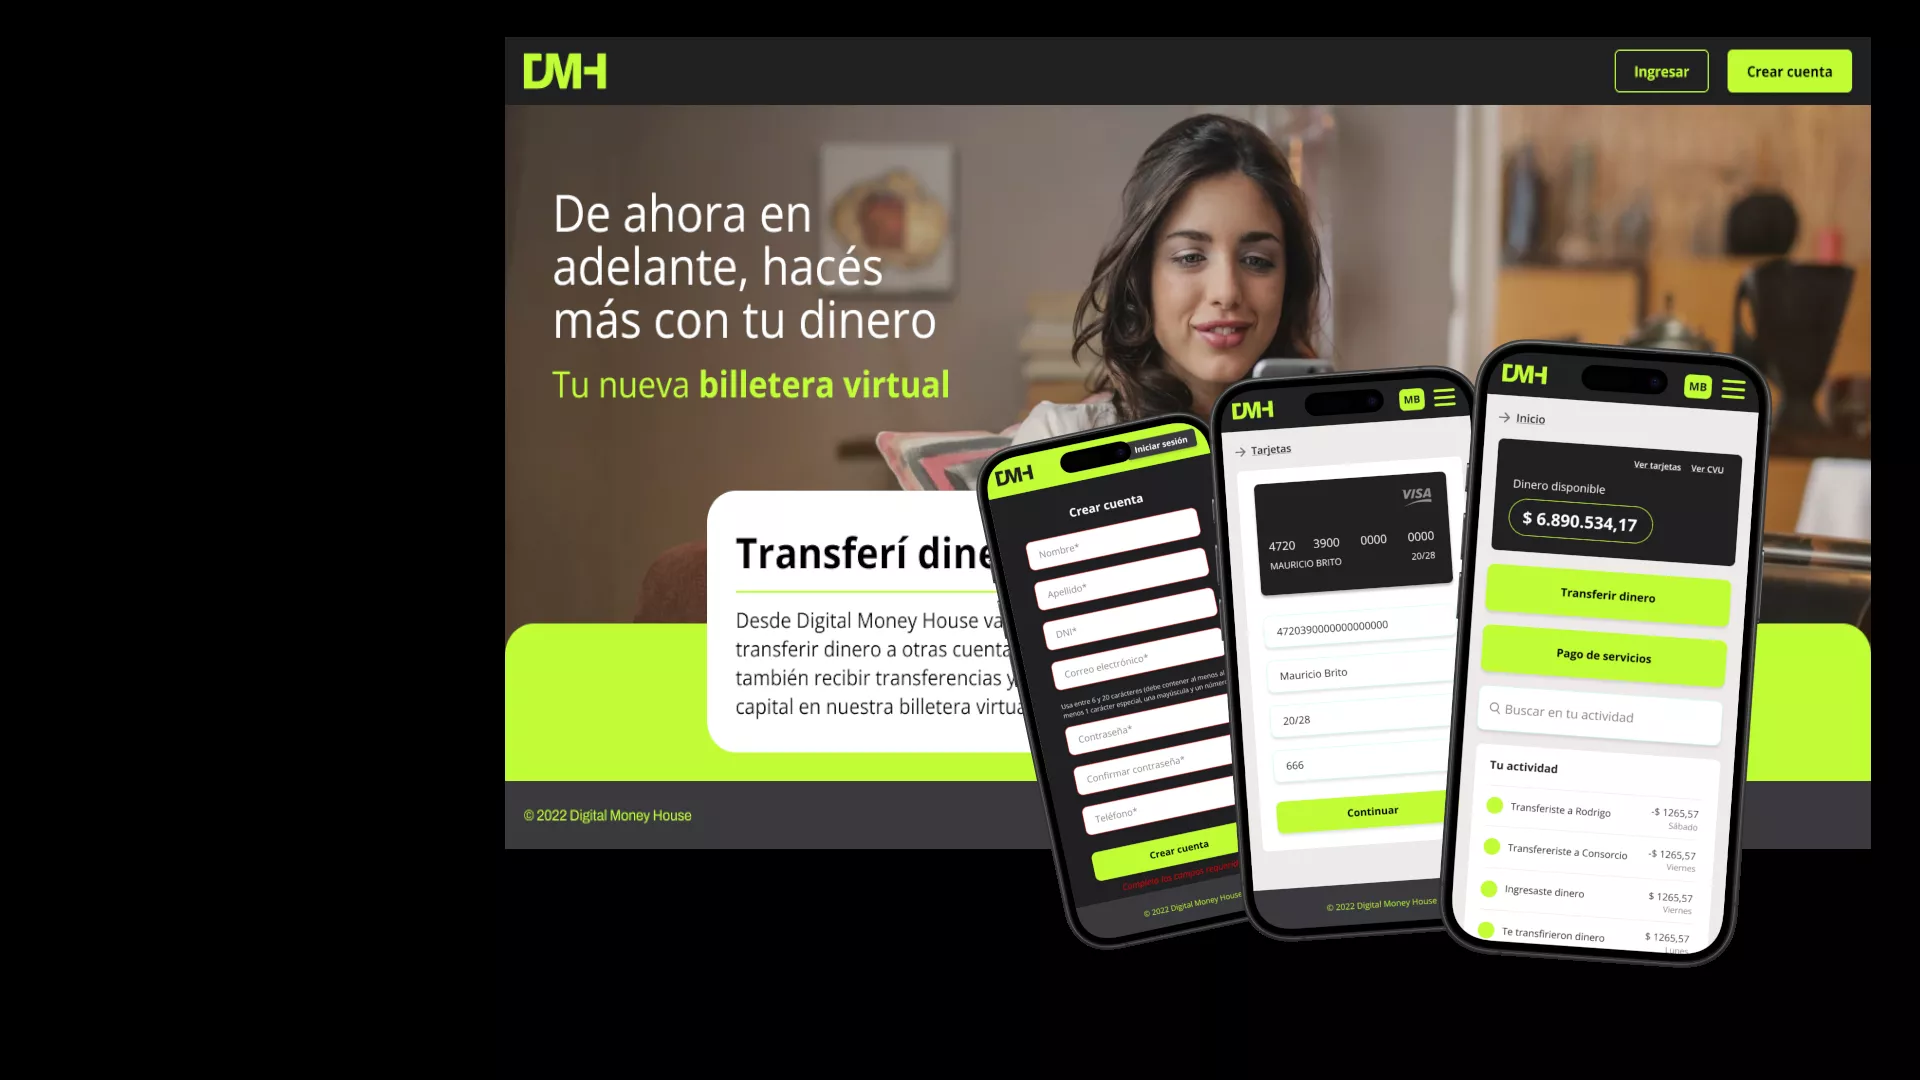 DMH
Ingresar
Crear cuenta
De ahora en
adelante, hacés
más con tu dinero
Tu nueva billetera virtual
Transferí dine
Desde Digital Money House va
transferir dinero a otras cuenta
también recibir transferencias y
capital en nuestra billetera virtua
© 2022 Digital Money House
DMH
Iniciar sesión
Crear cuenta
Nombre*
Apellido*
DNI*
Correo electrónico*
Usa entre 6 y 20 carácteres (debe contener al menos al
menos 1 carácter especial, una mayúscula y un número
Contraseña*
Confirmar contraseña*
Teléfono*
Crear cuenta
Completa los campos requerid
© 2022 Digital Money House
DMH
MB
Tarjetas
VISA
4720 3900 0000 0000
MAURICIO BRITO 20/28
4720390000000000000
Mauricio Brito
20/28
666
Continuar
© 2022 Digital Money House
DMH
MB
Inicio
Ver tarjetas Ver CVU
Dinero disponible
$ 6.890.534,17
Transferir dinero
Pago de servicios
Buscar en tu actividad
Tu actividad
Transferiste a Rodrigo -$ 1265,57
Sábado
Transfereriste a Consorcio -$ 1265,57
Viernes
Ingresaste dinero $ 1265,57
Viernes
Te transfirieron dinero $ 1265,57
Lunes